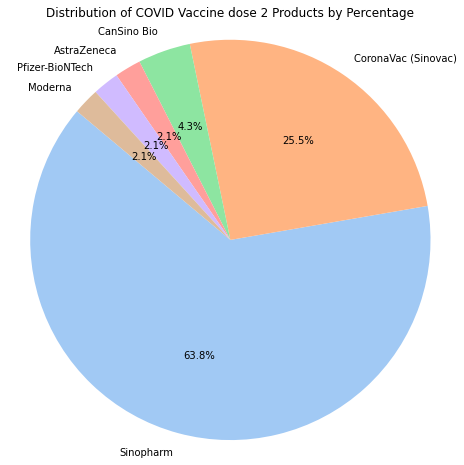 Distribution of COVID Vaccine dose 2 Products by Percentage
CanSino Bio
AstraZeneca
Pfizer-BioNTech
Moderna
CoronaVac (Sinovac)
4.3%
2.1%
2.1%
2.1%
25.5%
63.8%
Sinopharm